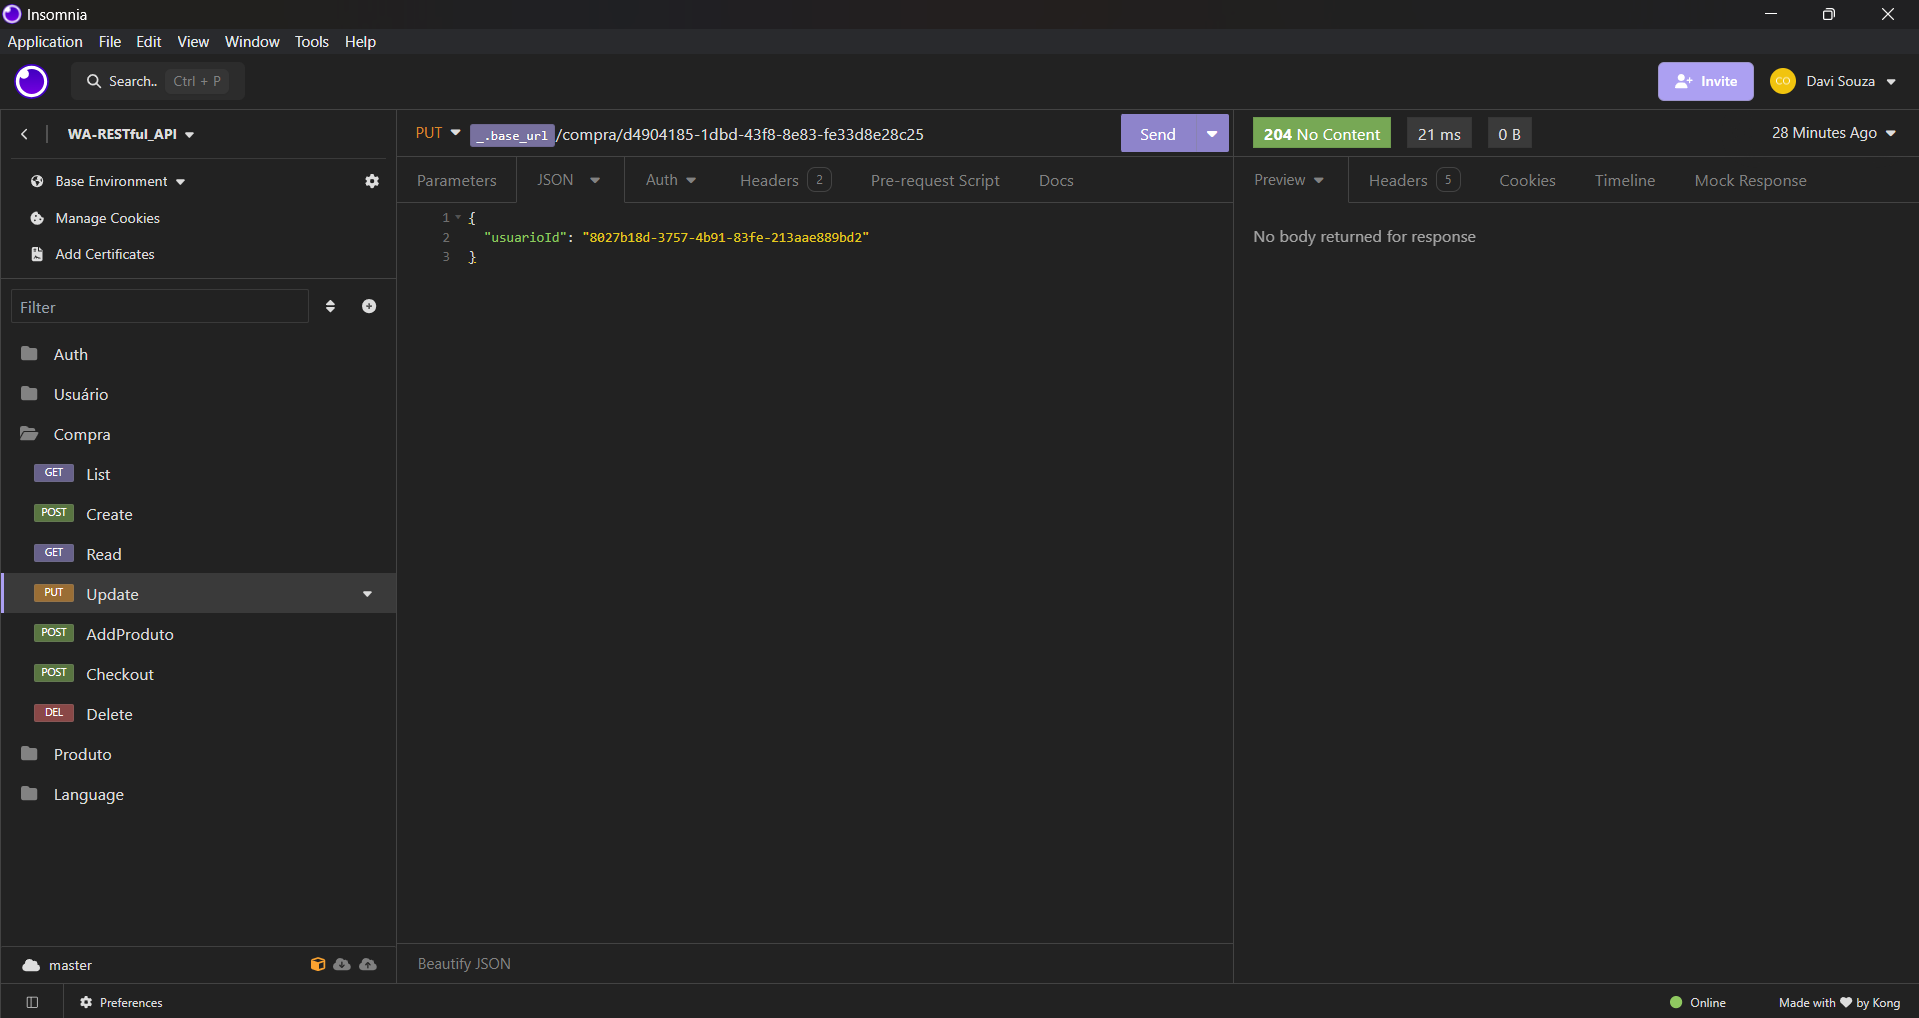 Insomnia
Application File Edit View Window Tools Help
Search.. Ctrl + P
Invite
CO
Davi Souza
WA-RESTful_API
Base Environment
Manage Cookies
Add Certificates
Filter
Auth
Usuário
Compra
GET List
POST Create
GET Read
PUT Update
POST AddProduto
POST Checkout
DEL Delete
Produto
Language
master
PUT _.base_url /compra/d4904185-1dbd-43f8-8e83-fe33d8e28c25
Send
Parameters JSON Auth Headers 2 Pre-request Script Docs
1 {
2 "usuarioId": "8027b18d-3757-4b91-83fe-213aae889bd2"
3 }
Beautify JSON
204 No Content 21 ms 0 B 28 Minutes Ago
Preview Headers 5 Cookies Timeline Mock Response
No body returned for response
Preferences
Online
Made with ❤ by Kong